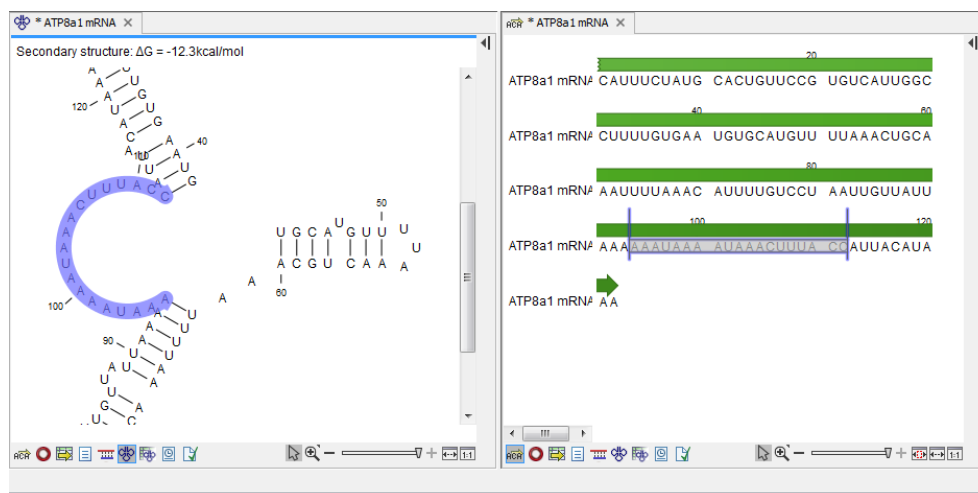 * ATP8a1 mRNA
Secondary structure: ΔG = -12.3kcal/mol
120
40
110
50
60
100
90
* ATP8a1 mRNA
20
ATP8a1 mRNA CAUUUCUAUG CACUGUUCCG UGUCAUUGGC
40 60
ATP8a1 mRNA CUUUUGUGAA UGUGCAUGUU UUAAACUGCA
80
ATP8a1 mRNA AAUUUUAAAC AUUUUGUCCU AAUUGUUAUU
100 120
ATP8a1 mRNA AAAAAAUAAA AUAAACUUUA CCAUUACAUA
ATP8a1 mRNA AA